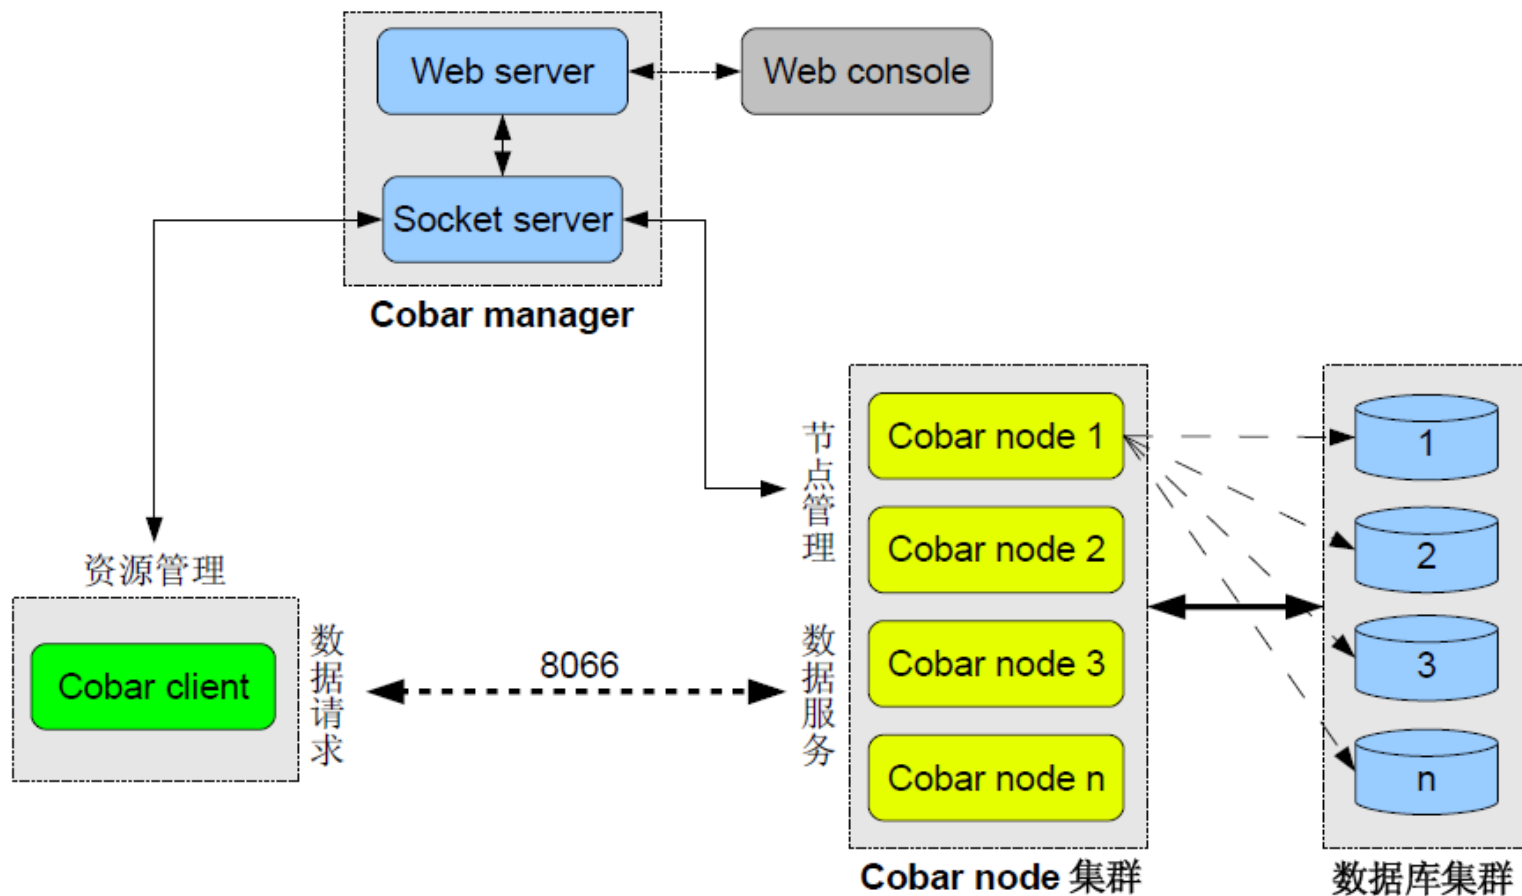 Web server
Web console
Socket server
Cobar manager
节点管理
Cobar node 1
1
Cobar node 2
2
资源管理
Cobar client
数据请求
8066
数据服务
Cobar node 3
3
Cobar node n
n
Cobar node 集群
数据库集群